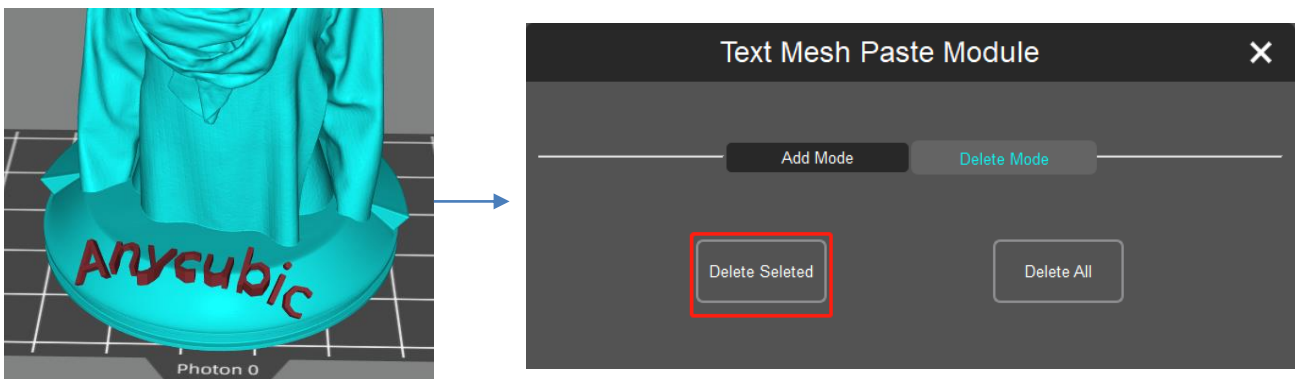 Anycubic
Photon 0
Text Mesh Paste Module
Add Mode
Delete Mode
Delete Seleted
Delete All